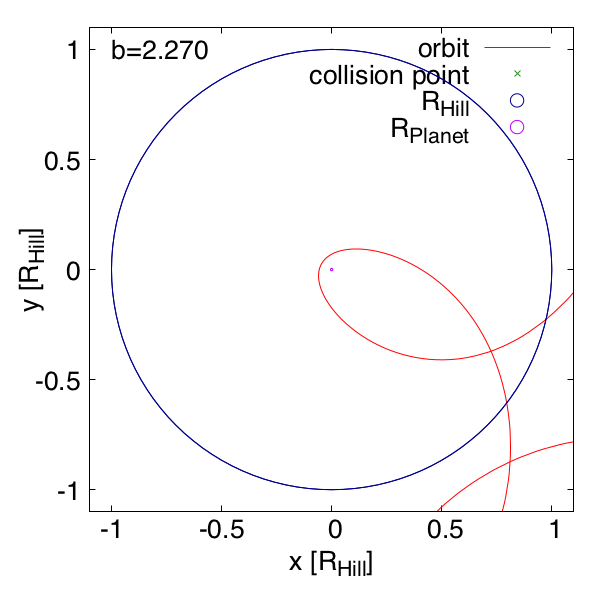 b=2.270
orbit
collision point
R_Hill
R_Planet
1
0.5
0
-0.5
-1
-1
-0.5
0
0.5
1
y [R_Hill]
x [R_Hill]